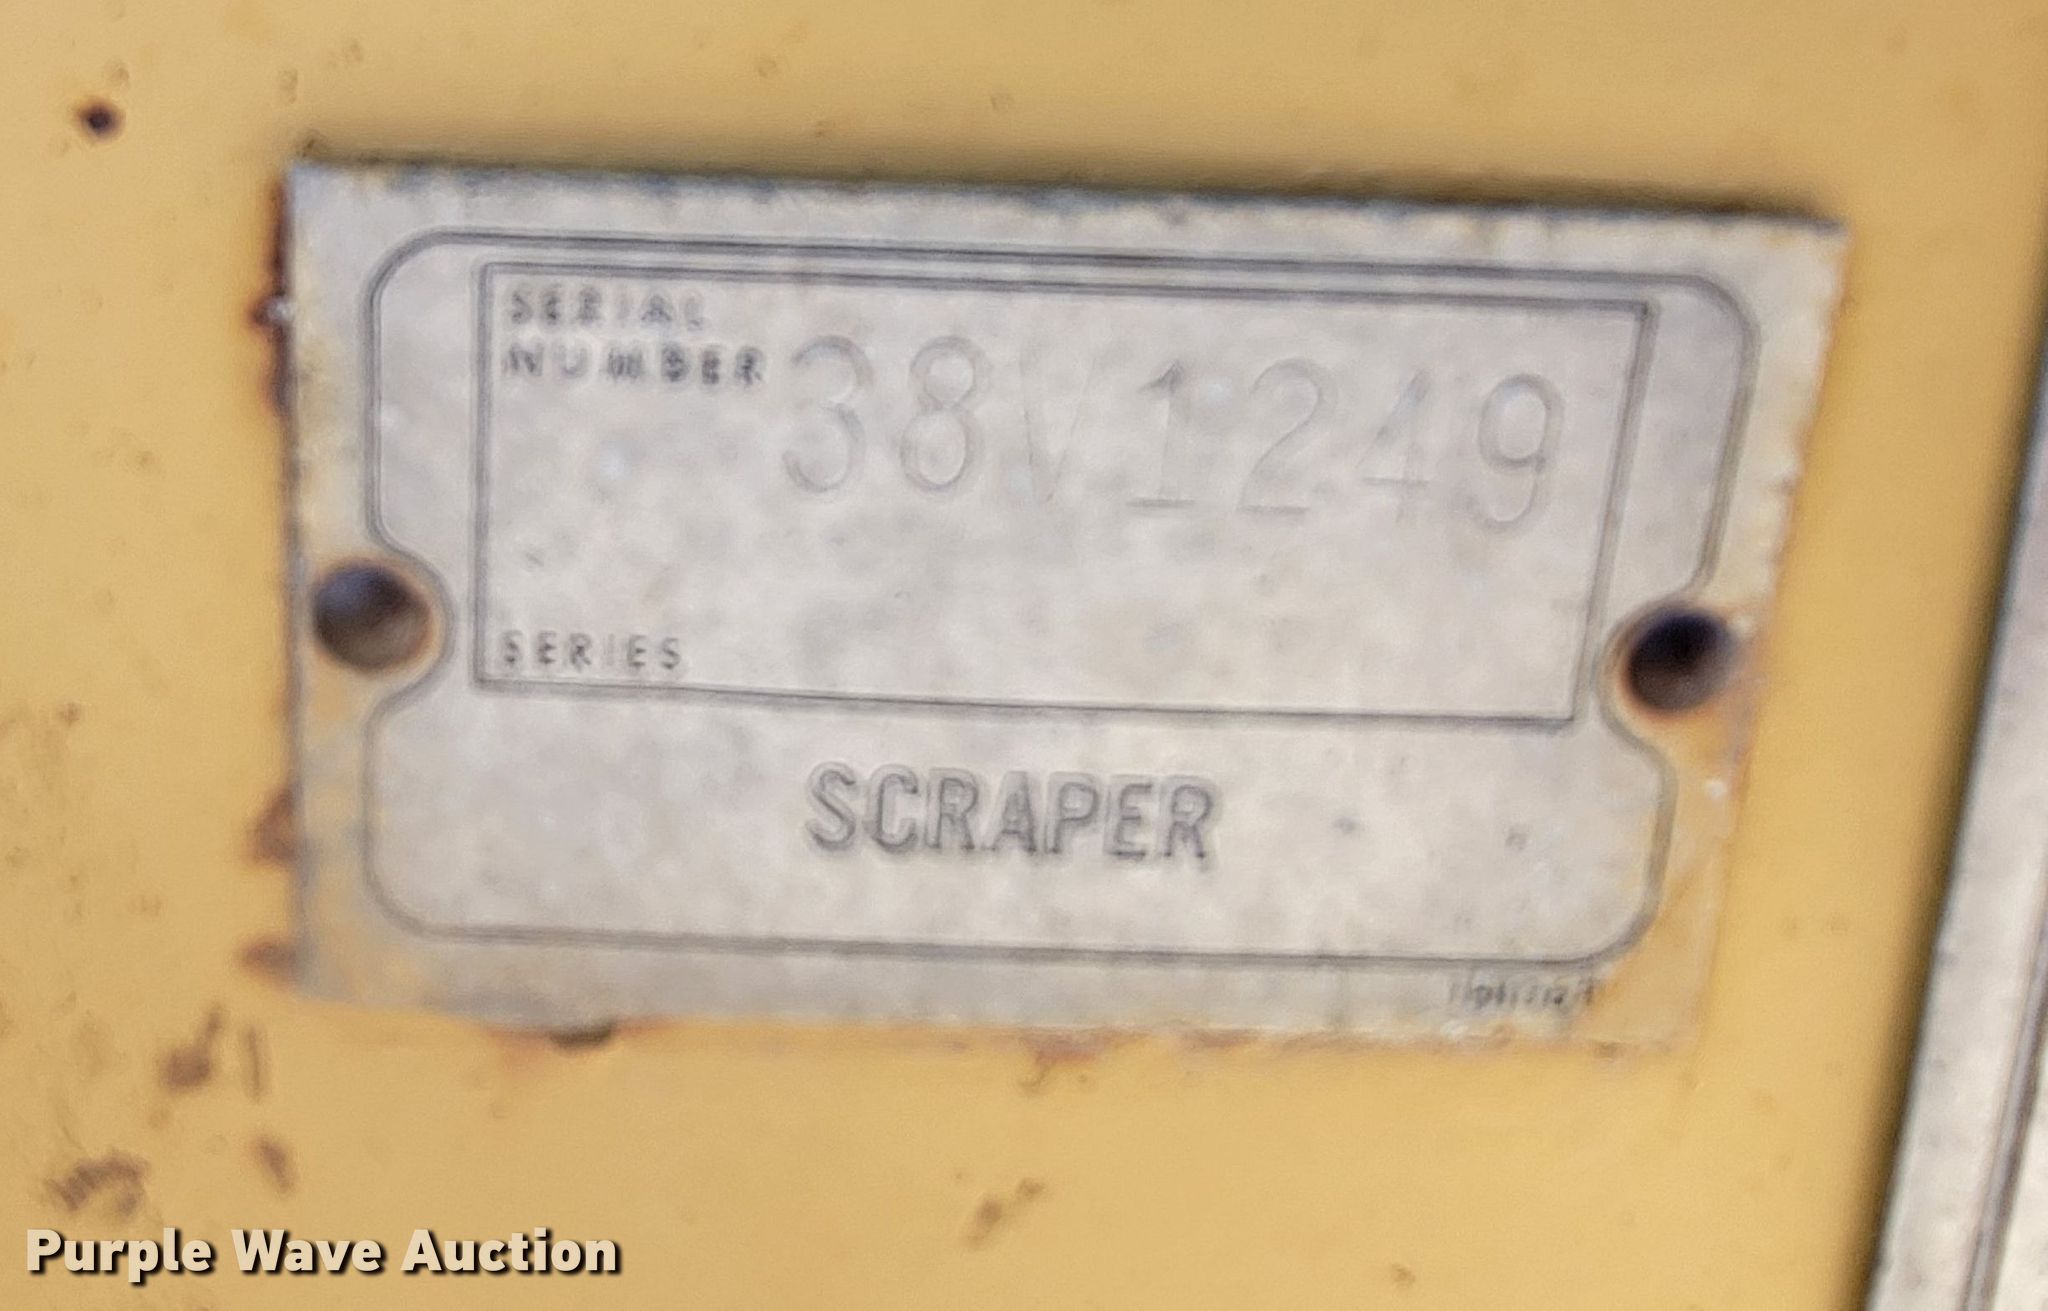 SERIAL
NUMBER 38V1249
SERIES
SCRAPER
Purple Wave Auction